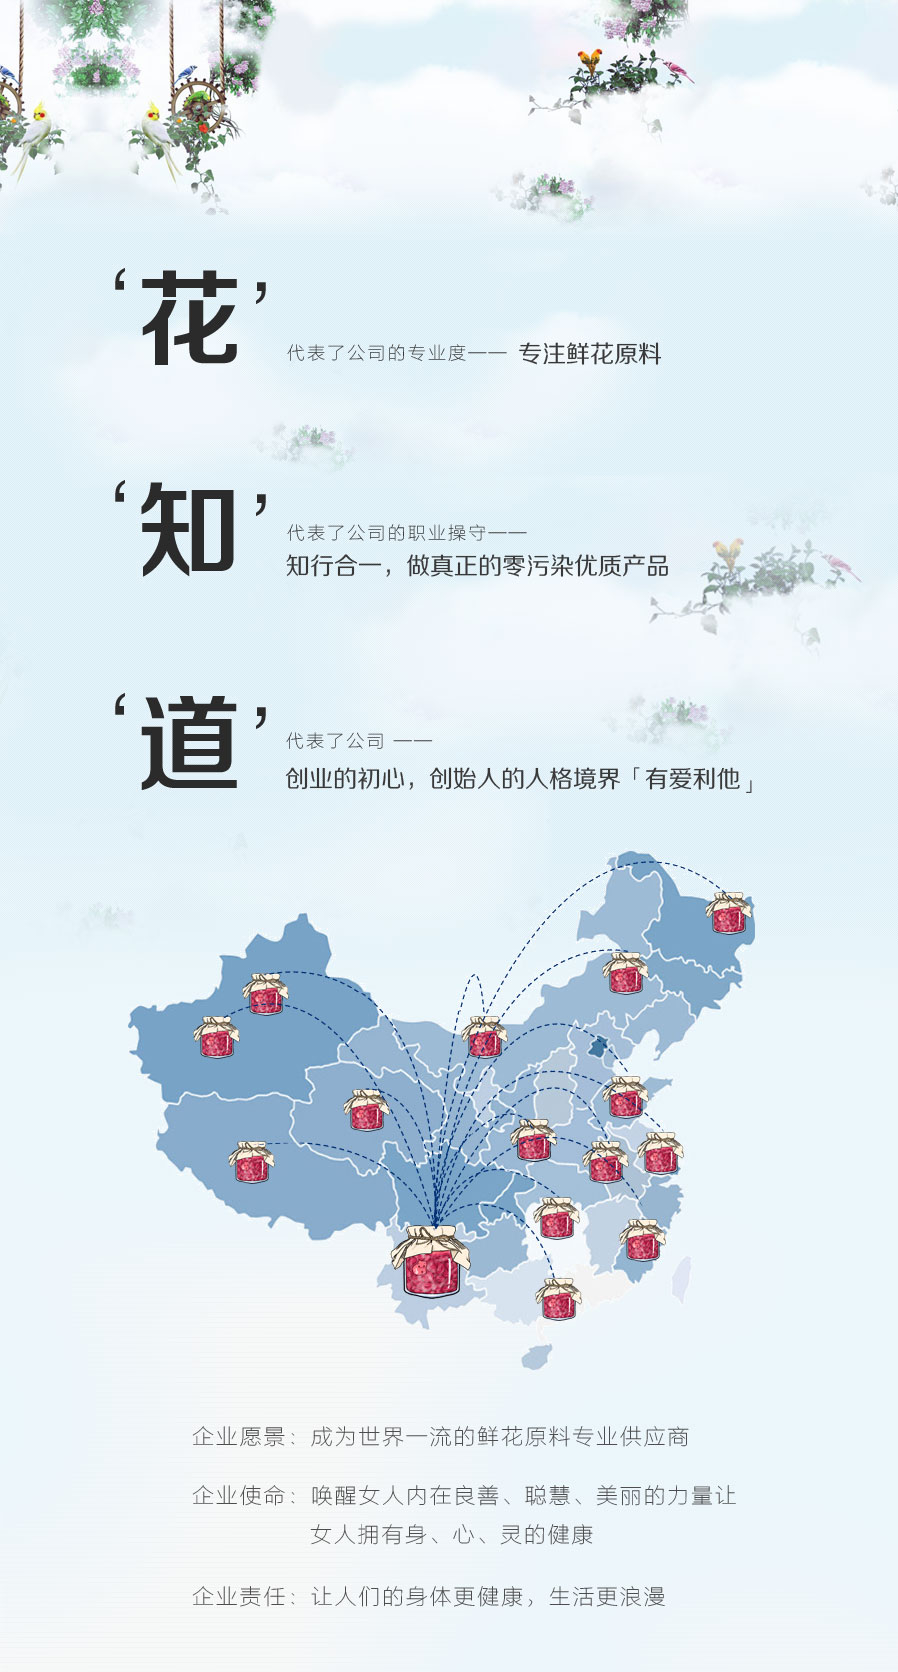 ‘花’
代表了公司的专业度—— 专注鲜花原料
‘知’
代表了公司的职业操守——
知行合一，做真正的零污染优质产品
‘道’
代表了公司 ——
创业的初心，创始人的人格境界「有爱利他」
企业愿景：成为世界一流的鲜花原料专业供应商
企业使命：唤醒女人内在良善、聪慧、美丽的力量让
女人拥有身、心、灵的健康
企业责任：让人们的身体更健康，生活更浪漫